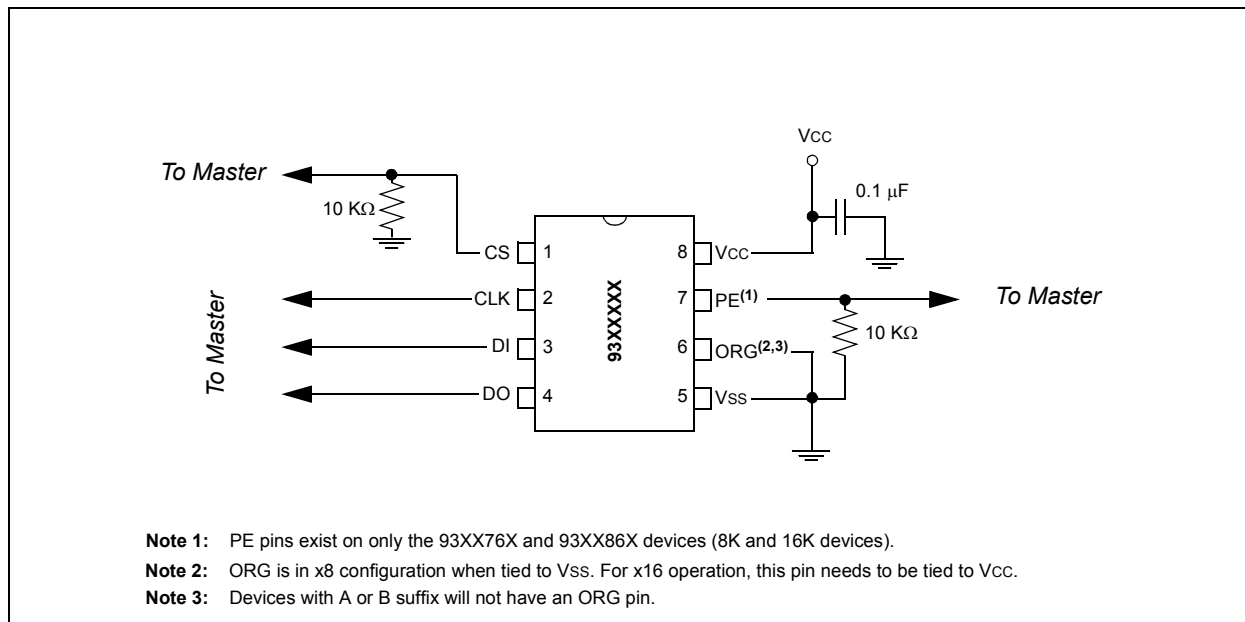 Vcc
To Master
0.1 μF
10 KΩ
CS 1 8 Vcc
CLK 2 7 PE(1) To Master
To Master
93XXXXX
DI 3 6 ORG(2,3) 10 KΩ
DO 4 5 Vss
Note 1: PE pins exist on only the 93XX76X and 93XX86X devices (8K and 16K devices).
Note 2: ORG is in x8 configuration when tied to Vss. For x16 operation, this pin needs to be tied to Vcc.
Note 3: Devices with A or B suffix will not have an ORG pin.